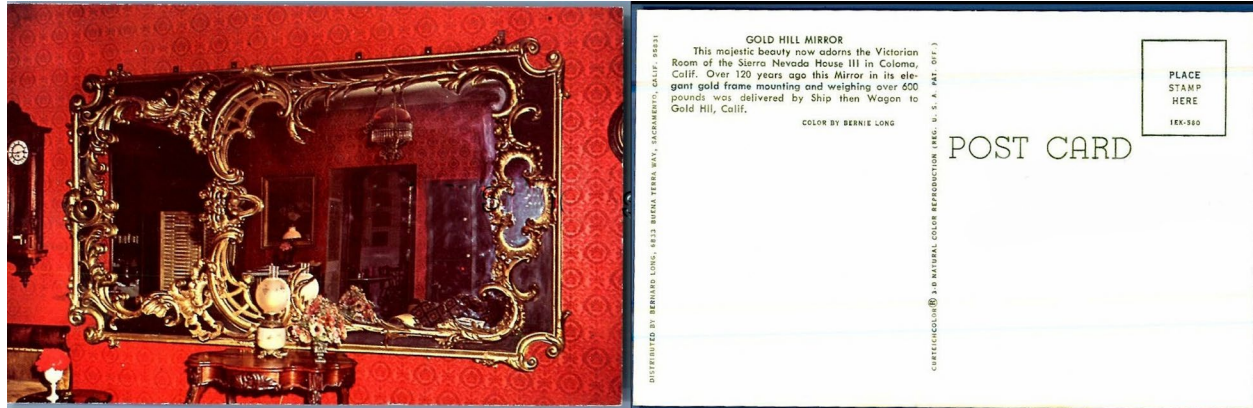 GOLD HILL MIRROR
This majestic beauty now adorns the Victorian
Room of the Sierra Nevada House III in Coloma,
Calif. Over 120 years ago this Mirror in its ele-
gant gold frame mounting and weighing over 600
pounds was delivered by Ship then Wagon to
Gold Hil, Calif.
COLOR BY BERNIE LONG
DISTRIBUTED BY BERNARD LONG, 5833 BUENA TERRA WAY, SACRAMENTO, CALIF. 95831
CURTEICHCOLOR® 3-D NATURAL COLOR REPRODUCTION (REG. U. S. A. PAT. OFF.)
POST CARD
PLACE
STAMP
HERE
1EK-580